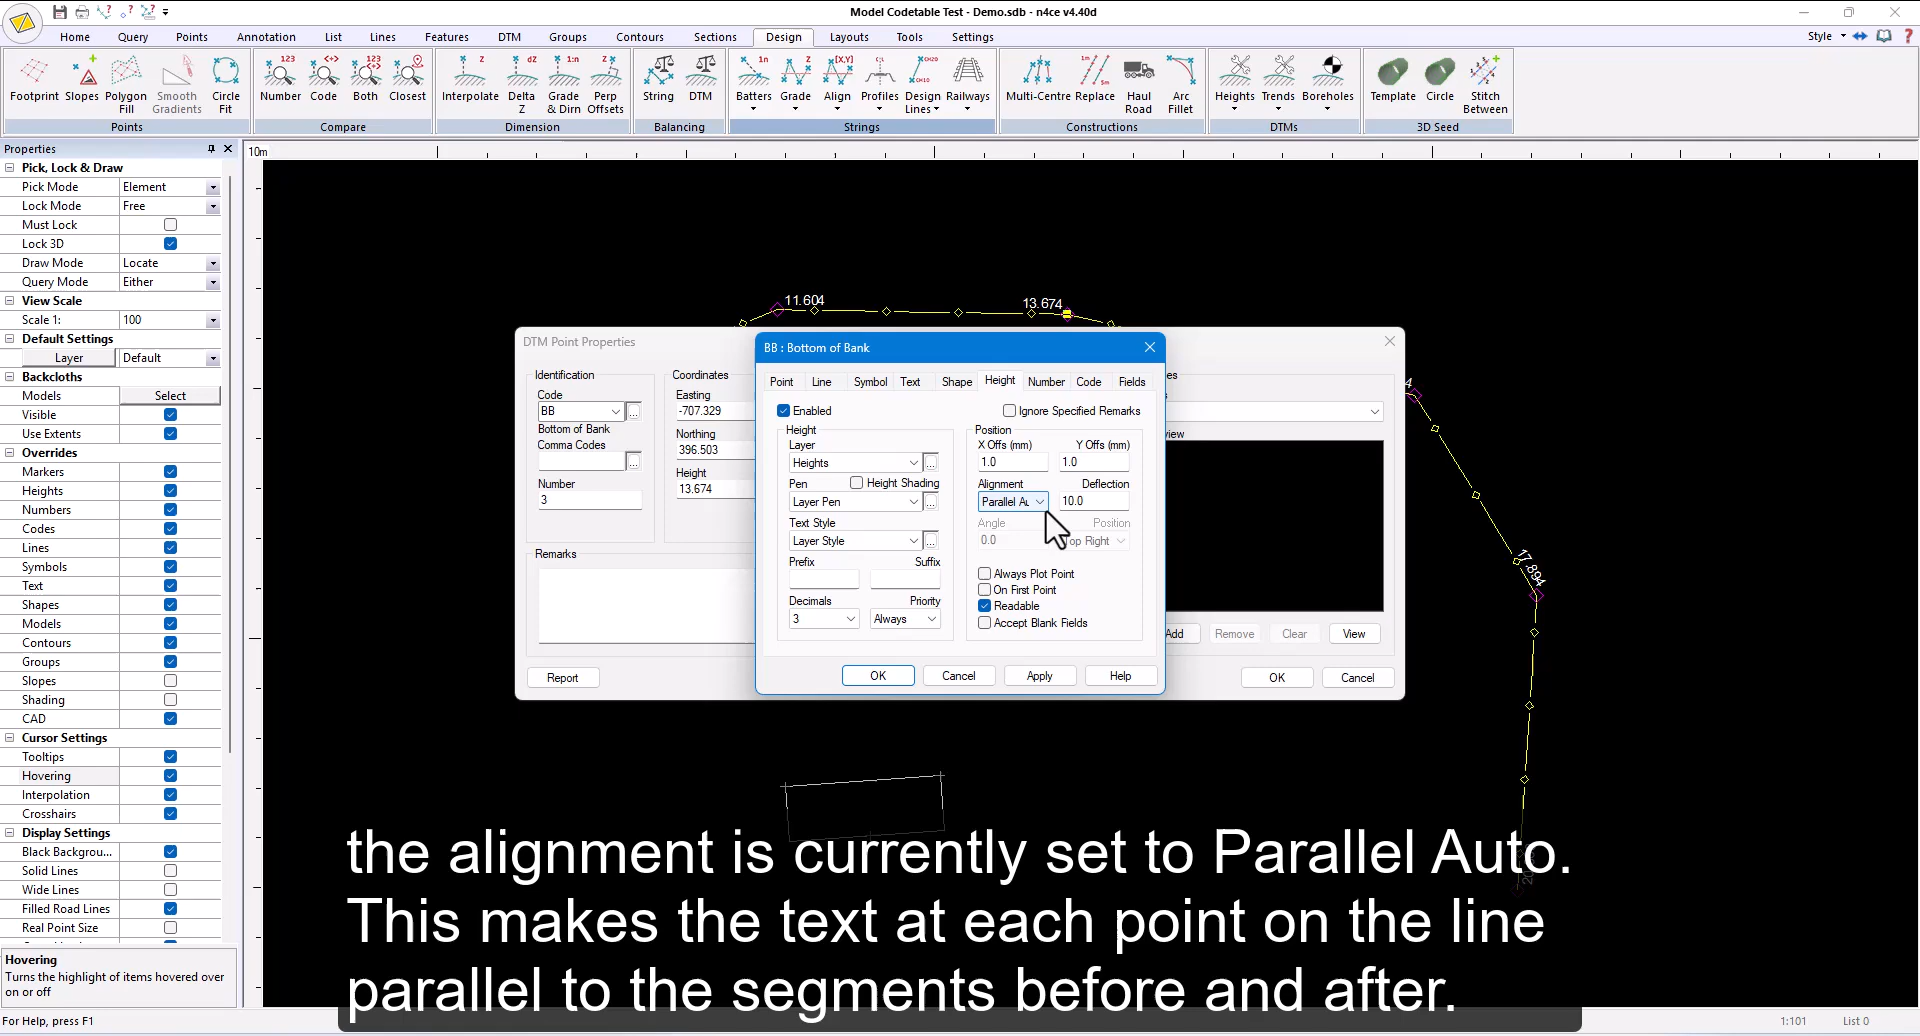 Model Codetable Test - Demo.sdb - n4ce v4.40d
Home Query Points Annotation List Lines Features DTM Groups Contours Sections Design Layouts Tools Settings Style
Footprint Slopes Polygon Fill Smooth Gradients Circle Fit
Number Code Both Closest
Interpolate Delta Z Grade & Dirn Perp Offsets
String DTM
Batters Grade Align Profiles Design Lines Railways
Multi-Centre Replace Haul Road Arc Fillet
Heights Trends Boreholes
Template Circle Stitch Between
Points Compare Dimension Balancing Strings Constructions DTMs 3D Seed
Properties
10m
Pick, Lock & Draw
Pick Mode Element
Lock Mode Free
Must Lock
Lock 3D
Draw Mode Locate
Query Mode Either
View Scale
Scale 1: 100
Default Settings
Layer Default
Backcloths
Models Select
Visible
Use Extents
Overrides
Markers
Heights
Numbers
Codes
Lines
Symbols
Text
Shapes
Models
Contours
Groups
Slopes
Shading
CAD
Cursor Settings
Tooltips
Hovering
Interpolation
Crosshairs
Display Settings
Black Backgrou...
Solid Lines
Wide Lines
Filled Road Lines
Real Point Size
Hovering
Turns the highlight of items hovered over
on or off
For Help, press F1
11.604
13.674
4
17.894
DTM Point Properties
Identification
Code
BB
Bottom of Bank
Comma Codes
Number
3
Coordinates
Easting
-707.329
Northing
396.503
Height
13.674
Remarks
Report
BB : Bottom of Bank
Point Line Symbol Text Shape Height Number Code Fields
Enabled
Ignore Specified Remarks
Height
Layer
Heights
Pen
Height Shading
Layer Pen
Text Style
Layer Style
Prefix Suffix
Decimals Priority
3 Always
Position
X Offs (mm) Y Offs (mm)
1.0 1.0
Alignment Deflection
Parallel Au 10.0
Angle Position
0.0 op Right
Always Plot Point
On First Point
Readable
Accept Blank Fields
OK Cancel Apply Help
es
iew
Add Remove Clear View
OK Cancel
the alignment is currently set to Parallel Auto.
This makes the text at each point on the line
parallel to the segments before and after.
1:101 List 0